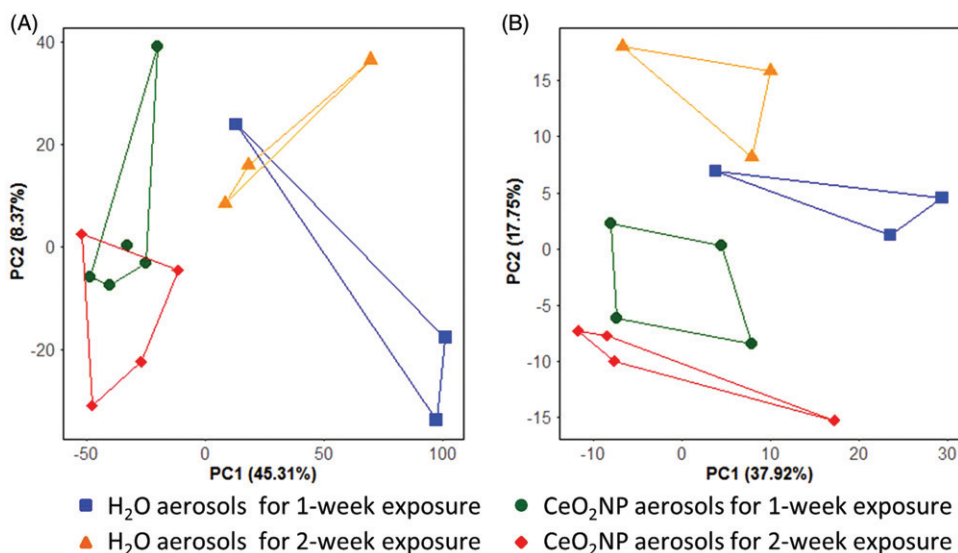 (A)
40
20
0
-20
PC2 (8.37%)
-50
0
50
100
PC1 (45.31%)
(B)
15
10
5
0
-5
-10
-15
PC2 (17.75%)
-10
0
10
20
30
PC1 (37.92%)
H₂O aerosols for 1-week exposure
CeO₂NP aerosols for 1-week exposure
H₂O aerosols for 2-week exposure
CeO₂NP aerosols for 2-week exposure